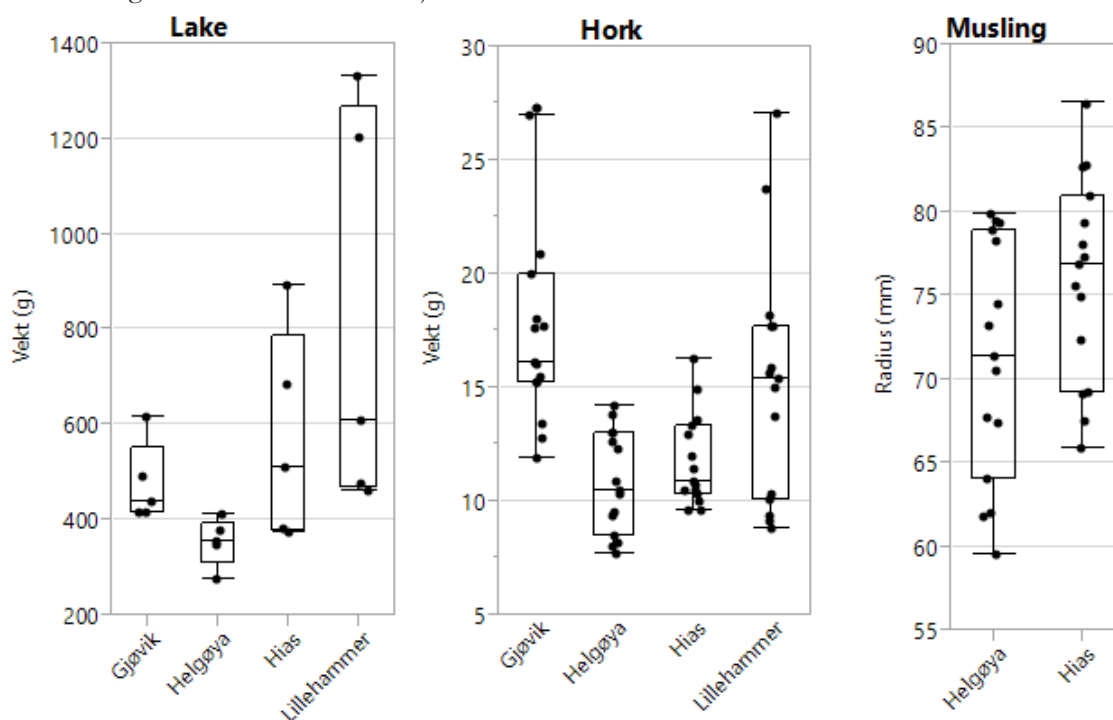 Lake
Vekt (g)
1400
1200
1000
800
600
400
200
Gjøvik
Helgøya
Hias
Lillehammer
Hork
Vekt (g)
30
25
20
15
10
5
Gjøvik
Helgøya
Hias
Lillehammer
Musling
Radius (mm)
90
85
80
75
70
65
60
55
Helgøya
Hias